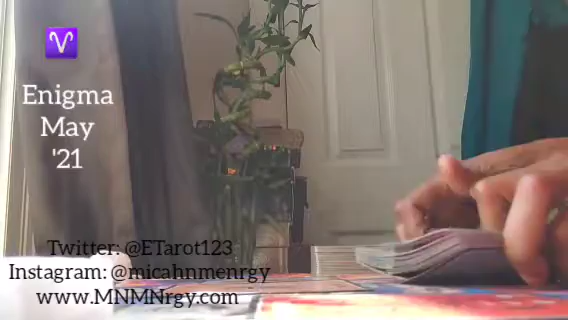 ♈
Enigma
May
'21
Twitter: @ETarot123
Instagram: @micahnmenrgy
www.MNMNrgy.com